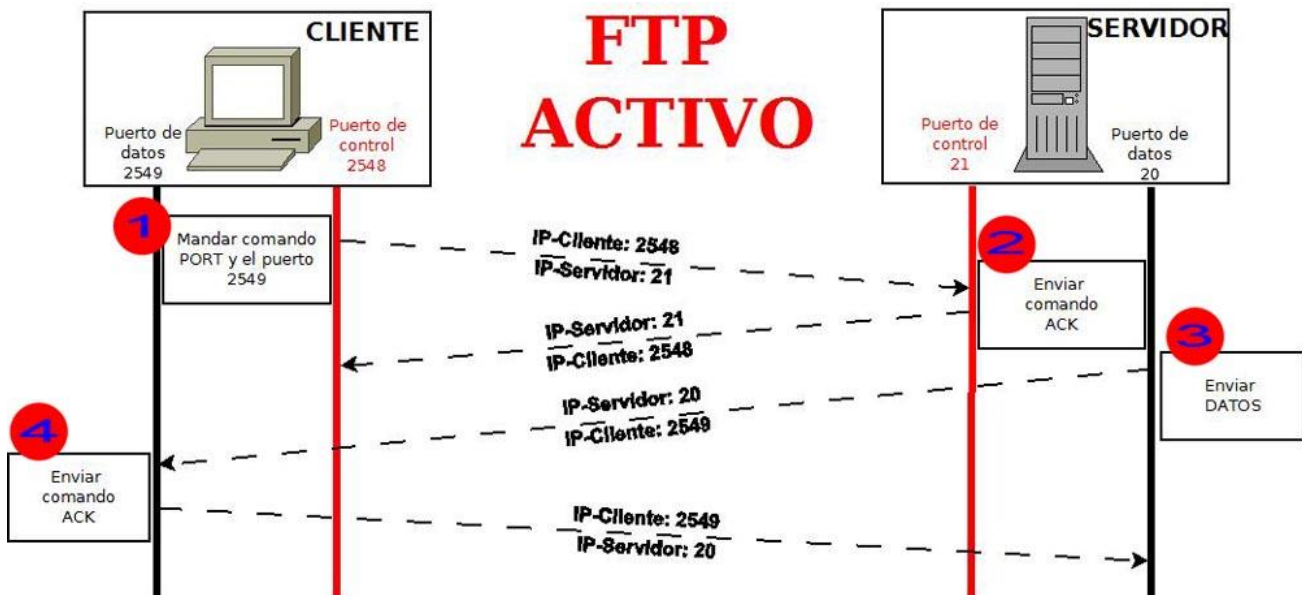 CLIENTE
FTP
ACTIVO
SERVIDOR
Puerto de
datos
2549
Puerto de
control
2548
Puerto de
control
21
Puerto de
datos
20
1
Mandar comando
PORT y el puerto
2549
IP-Cliente: 2548
IP-Servidor: 21
2
Enviar
comando
ACK
IP-Servidor: 21
IP-Cliente: 2548
3
Enviar
DATOS
IP-Servidor: 20
IP-Cliente: 2549
4
Enviar
comando
ACK
IP-Cliente: 2549
IP-Servidor: 20